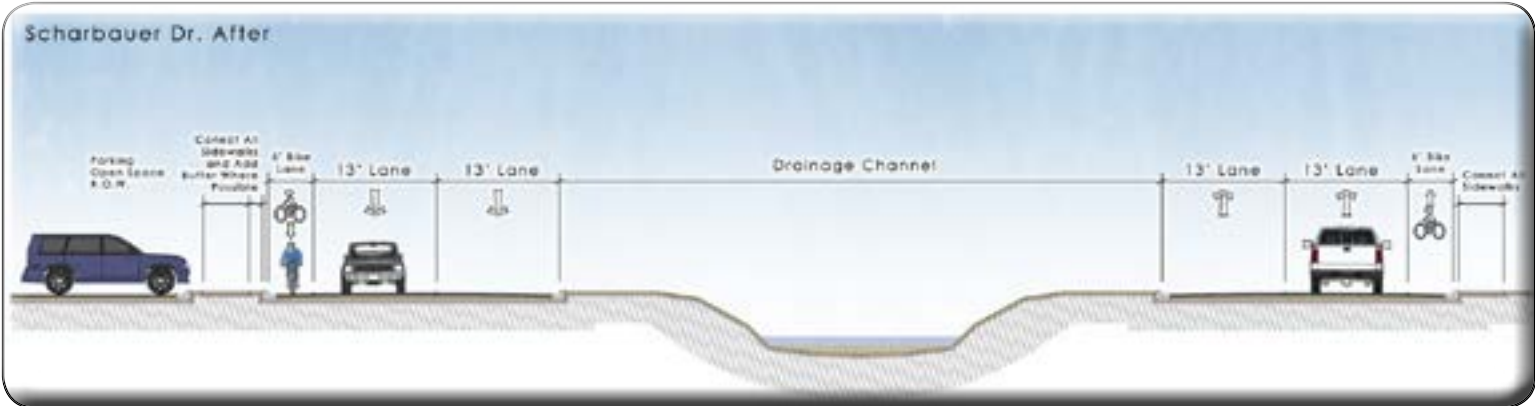 Scharbauer Dr. After
Parking
Open Space
R.O.W.
Connect All
Sidewalks
and Add
Buffer Where
Possible
6' Bike
Lane
13' Lane
13' Lane
Drainage Channel
13' Lane
13' Lane
6' Bike
Lane
Connect All
Sidewalks